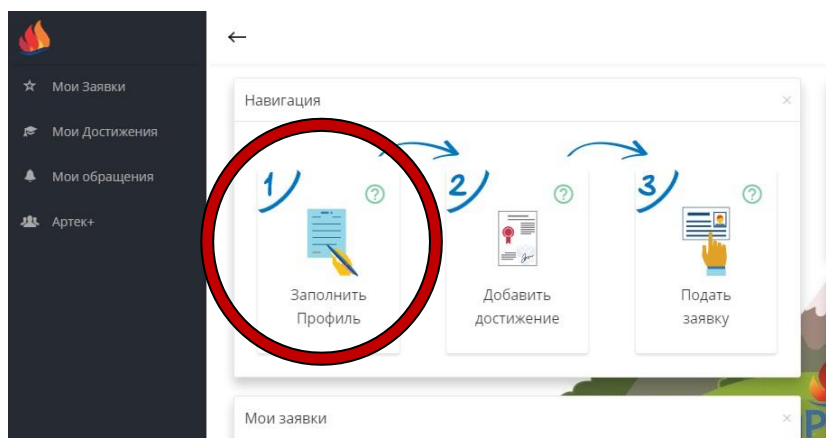 Мои Заявки
Мои Достижения
Мои обращения
Артек+
Навигация
1)
2)
3)
Заполнить
Профиль
Добавить
достижение
Подать
заявку
Мои заявки